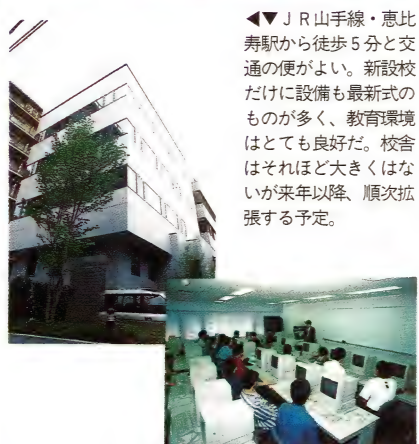 ◀▼ＪＲ山手線・恵比
寿駅から徒歩５分と交
通の便がよい。新設校
だけに設備も最新式の
ものが多く、教育環境
はとても良好だ。校舎
はそれほど大きくはな
いが来年以降、順次拡
張する予定。